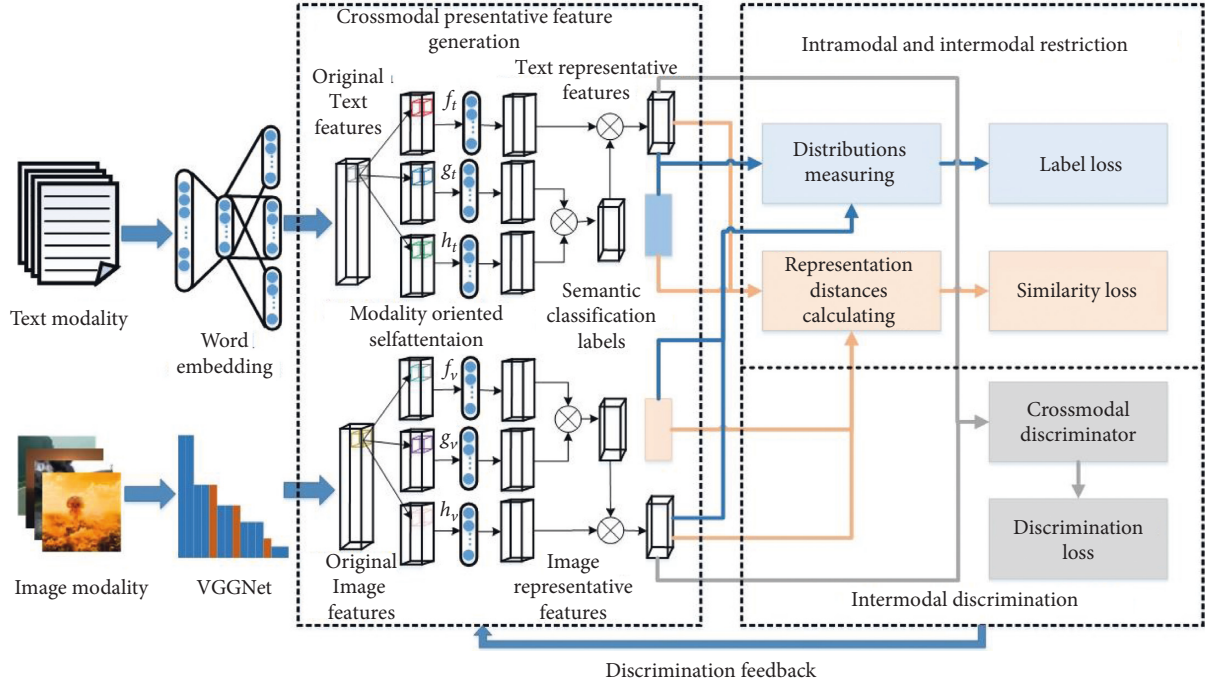 Crossmodal presentative feature
generation
Original
Text
features
f_t
g_t
h_t
Text representative
features
Text modality
Word
embedding
Modality oriented
selfattentaion
Semantic
classification
labels
Image modality
VGGNet
Original
Image
features
f_v
g_v
h_v
Image
representative
features
Intramodal and intermodal restriction
Distributions
measuring
Label loss
Representation
distances
calculating
Similarity loss
Crossmodal
discriminator
Discrimination
loss
Intermodal discrimination
Discrimination feedback